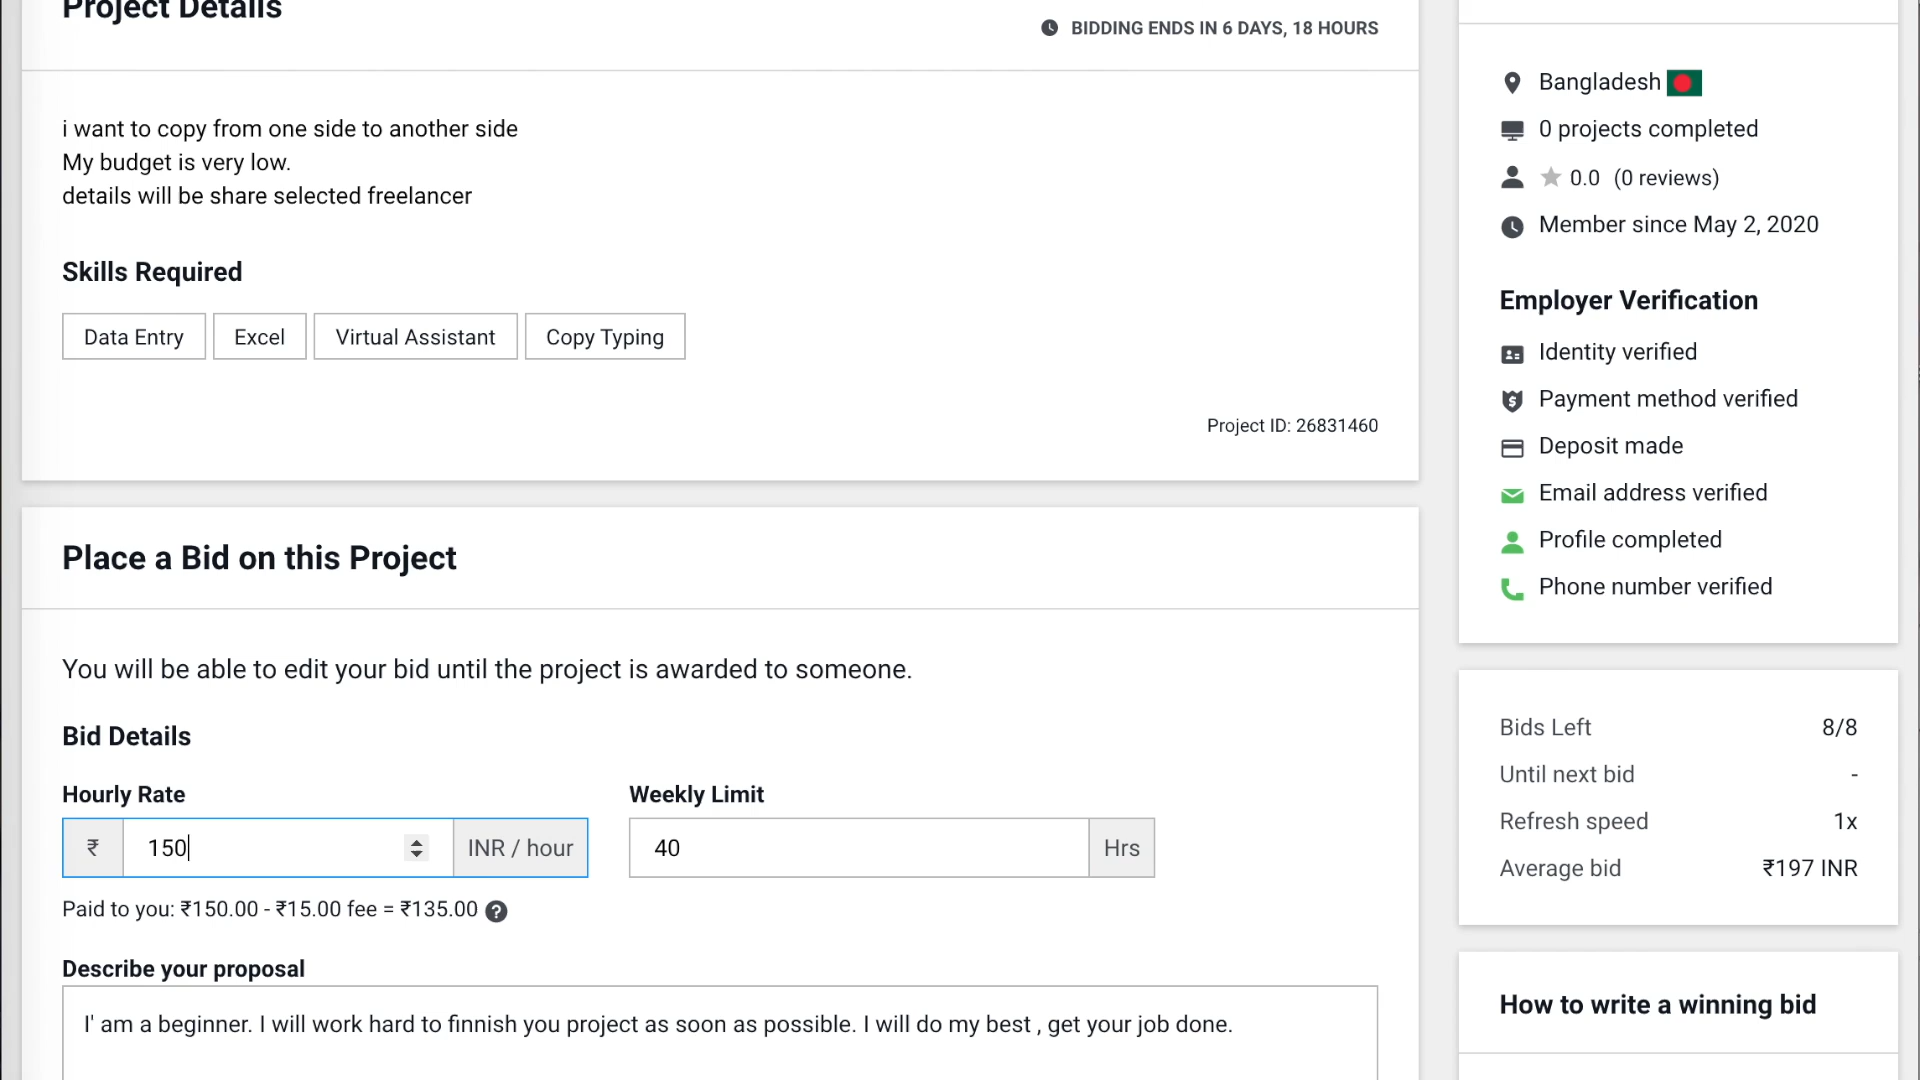 Project Details
BIDDING ENDS IN 6 DAYS, 18 HOURS
i want to copy from one side to another side
My budget is very low.
details will be share selected freelancer
Skills Required
Data Entry
Excel
Virtual Assistant
Copy Typing
Project ID: 26831460
Place a Bid on this Project
You will be able to edit your bid until the project is awarded to someone.
Bid Details
Hourly Rate
Weekly Limit
₹ 150 INR / hour
40 Hrs
Paid to you: ₹150.00 - ₹15.00 fee = ₹135.00 ?
Describe your proposal
I' am a beginner. I will work hard to finnish you project as soon as possible. I will do my best , get your job done.
Bangladesh
0 projects completed
0.0 (0 reviews)
Member since May 2, 2020
Employer Verification
Identity verified
Payment method verified
Deposit made
Email address verified
Profile completed
Phone number verified
Bids Left 8/8
Until next bid -
Refresh speed 1x
Average bid ₹197 INR
How to write a winning bid